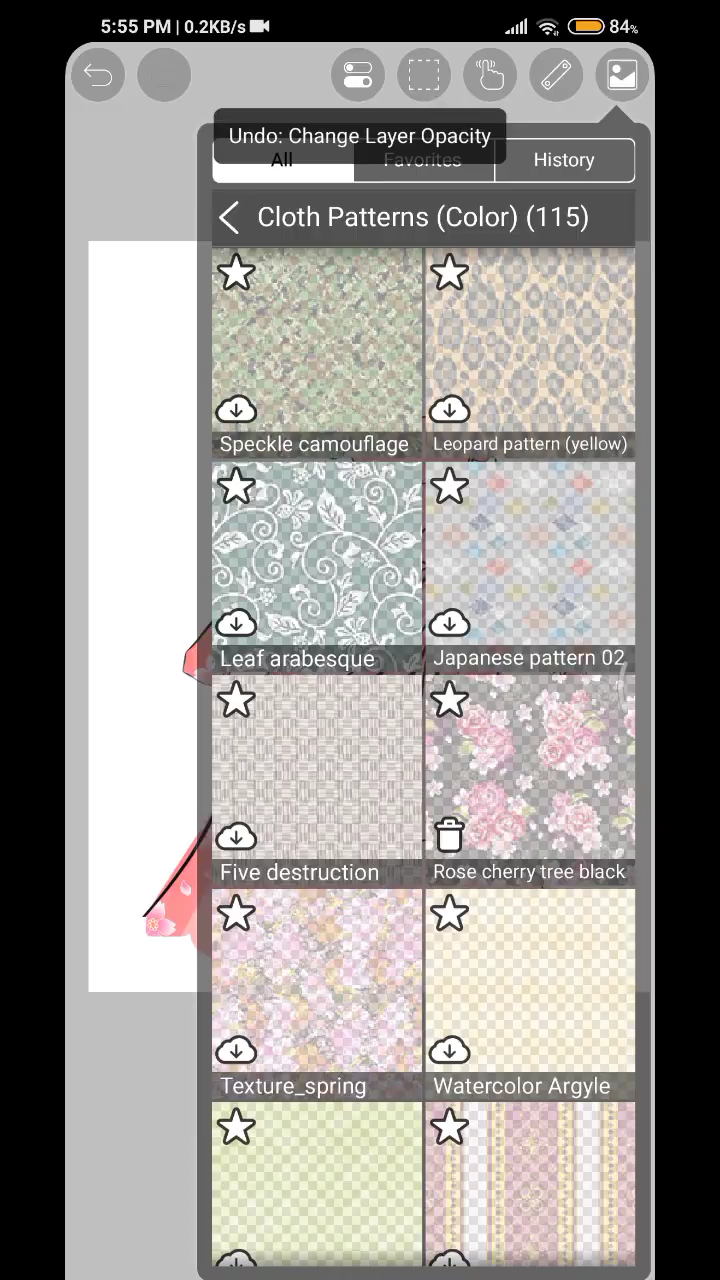 5:55 PM | 0.2KB/s
84%
Undo: Change Layer Opacity
All
Favorites
History
Cloth Patterns (Color) (115)
Speckle camouflage
Leopard pattern (yellow)
Leaf arabesque
Japanese pattern 02
Five destruction
Rose cherry tree black
Texture_spring
Watercolor Argyle